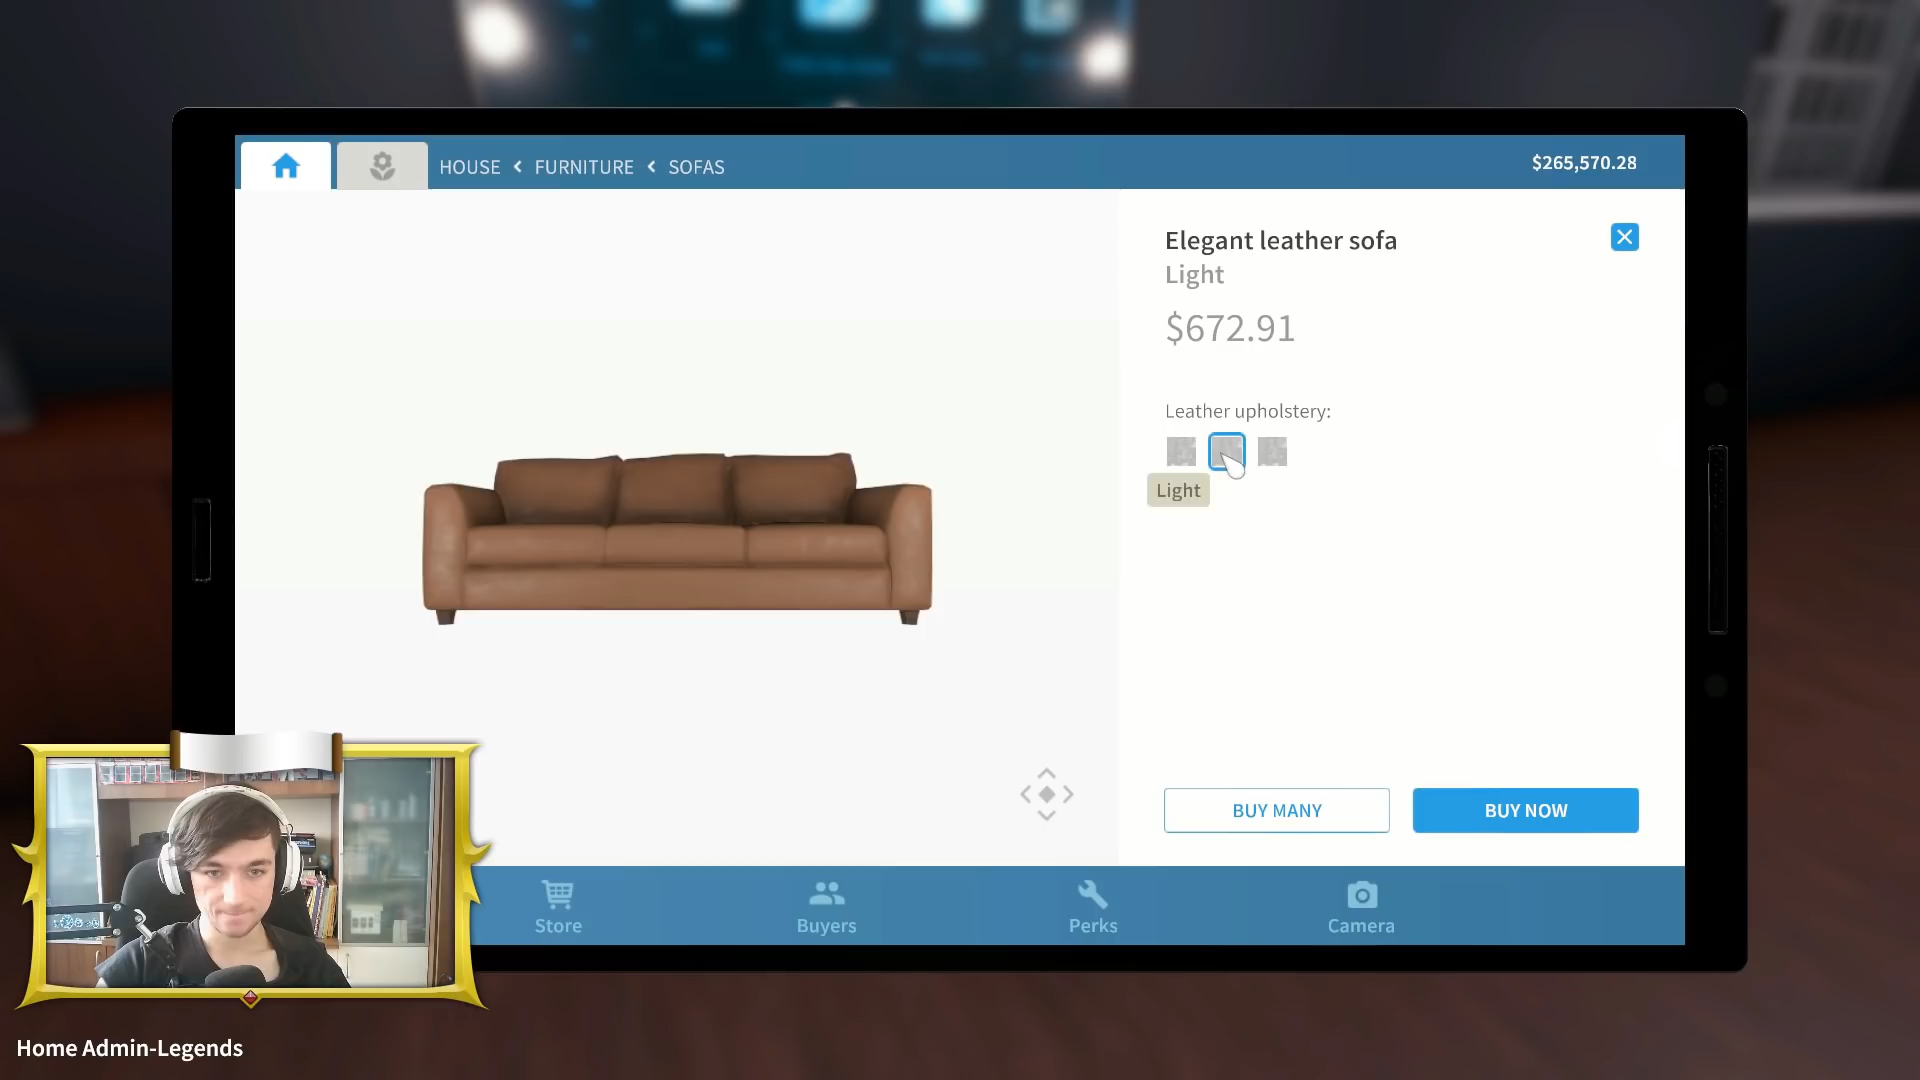 HOUSE < FURNITURE < SOFAS
$265,570.28
Elegant leather sofa
Light
$672.91
Leather upholstery:
Light
BUY MANY
BUY NOW
Store
Buyers
Perks
Camera
Home Admin-Legends